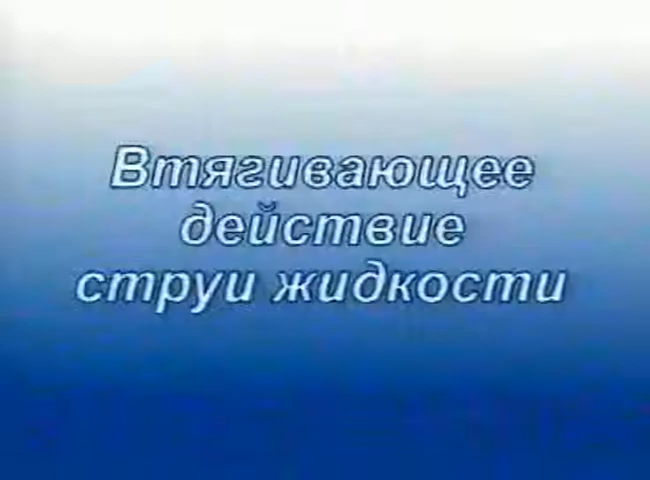 Втягивающее
действие
струи жидкости